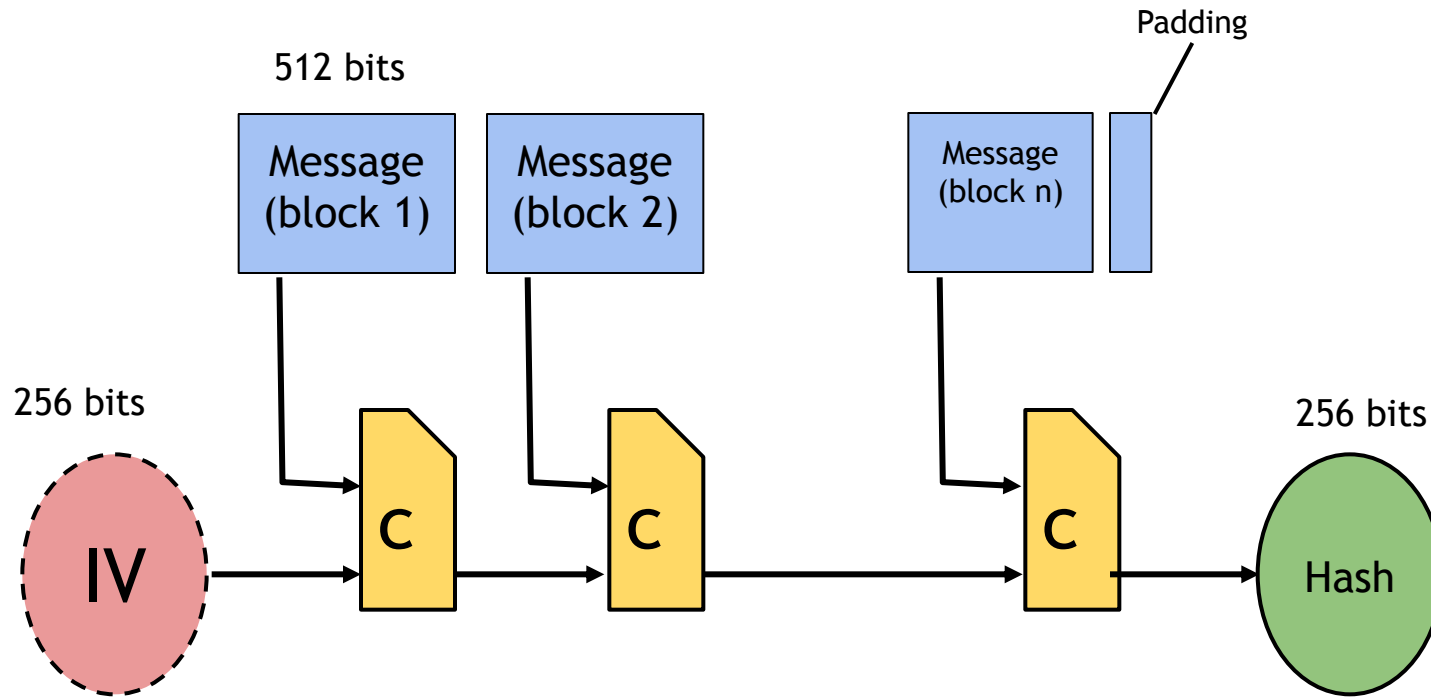 Padding
512 bits
Message
(block 1)
Message
(block 2)
Message
(block n)
256 bits
256 bits
C
C
C
IV
Hash